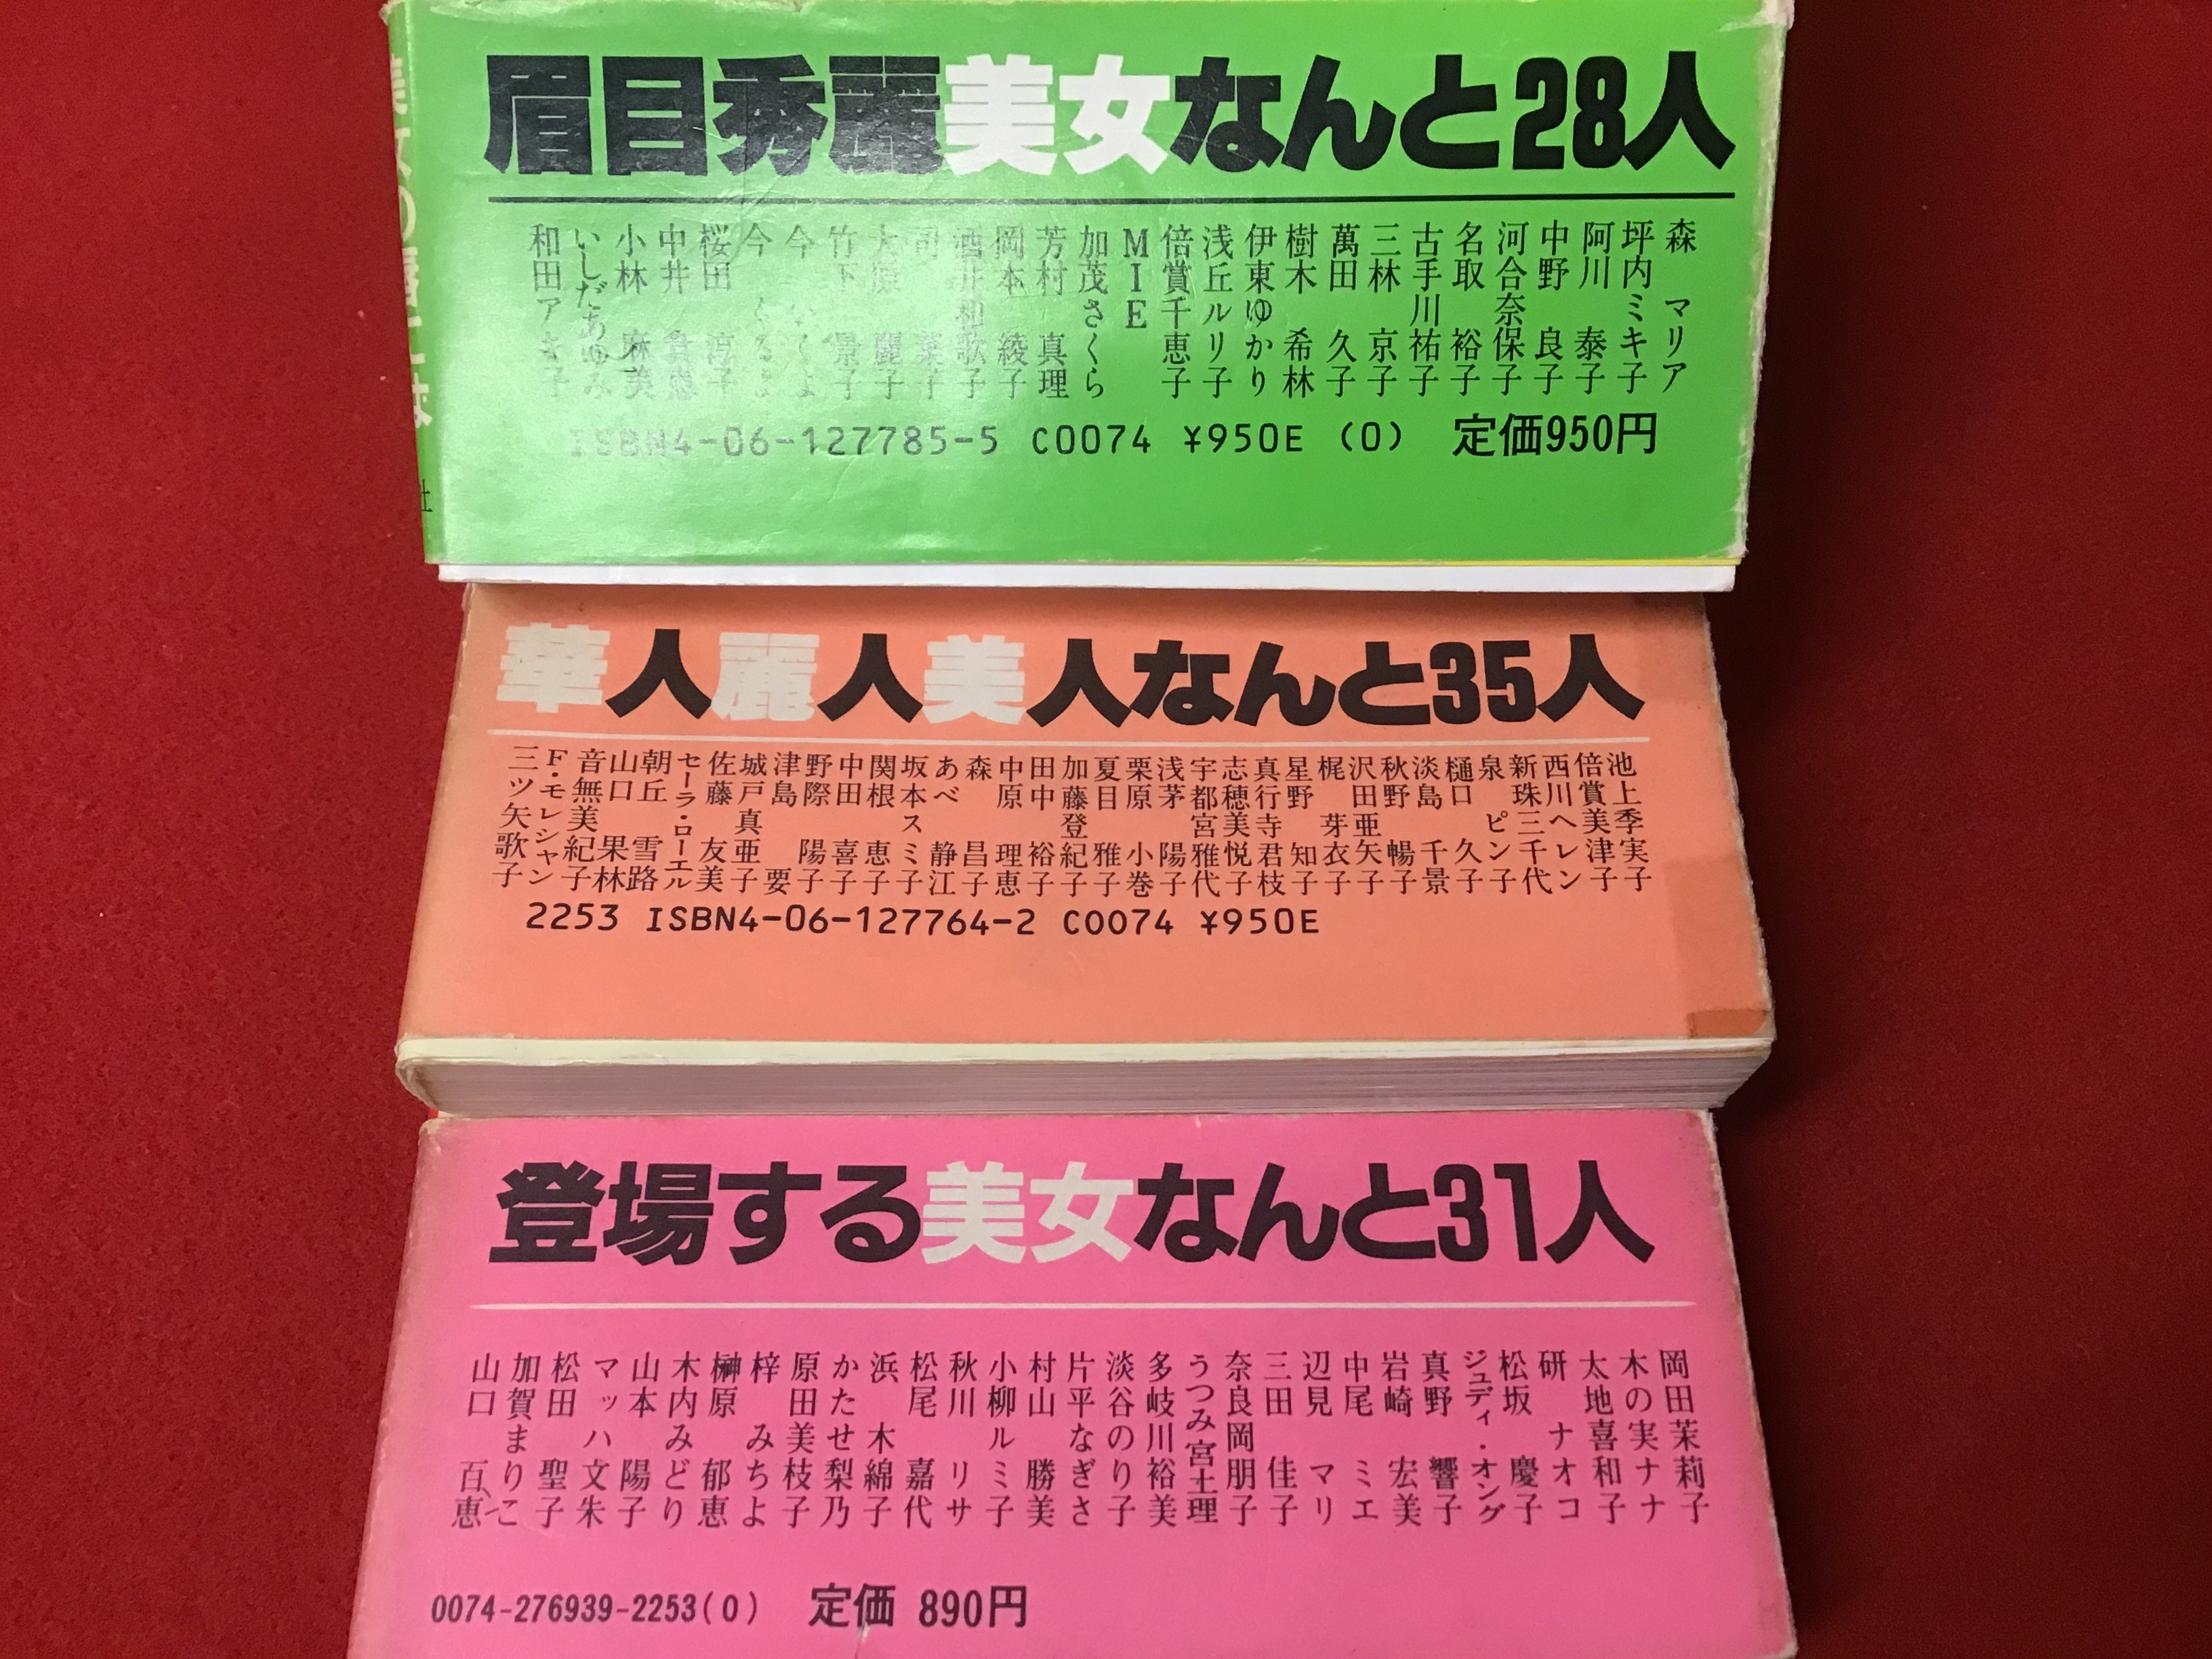 眉目秀麗美女なんと28人
森 マリア
坪内ミキ子
阿川 泰子
中野 良子
河合奈保子
名取 裕子
古手川祐子
三林 京子
萬田 久子
樹木 希林
伊東ゆかり
浅丘ルリ子
倍賞千恵子
MIE
加茂さくら
芳村 真理
岡本 綾子
酒井和歌子
司 葉子
大原 麗子
竹下 景子
今 いくよ
今 くるよ
桜田 淳子
中井 貴恵
小林 麻美
いしだあゆみ
和田アキ子
ISBN4-06-127785-5 C0074 ¥950E (0) 定価950円
華人麗人美人なんと35人
池上季実子
倍賞美津子
西川ヘレン
新珠三千代
泉 ピン子
樋口 久子
淡島 千景
秋野 暢子
沢田亜矢子
梶 芽衣子
星野 知子
真行寺君枝
志穂美悦子
宇都宮雅代
浅茅 陽子
栗原 小巻
夏目 雅子
加藤登紀子
田中 裕子
中原 理恵
森 昌子
あべ 静江
坂本スミ子
関根 恵子
中田 喜子
野際 陽子
津島 要
城戸真亜子
佐藤 友美
セーラ・ローエル
朝丘 雪路
山口 果林
音無美紀子
F・モレシャン
三ツ矢歌子
2253 ISBN4-06-127764-2 C0074 ¥950E
登場する美女なんと31人
岡田茉莉子
木の実ナナ
太地喜和子
研 ナオコ
松坂 慶子
ジュディ・オング
真野 響子
岩崎 宏美
中尾 ミエ
辺見 マリ
三田 佳子
奈良岡朋子
うつみ宮土理
多岐川裕美
淡谷のり子
片平なぎさ
村山 勝美
小柳ルミ子
秋川 リサ
松尾 嘉代
浜 木綿子
かたせ梨乃
原田美枝子
梓 みちよ
榊原 郁恵
木内みどり
山本 陽子
マッハ文朱
松田 聖子
加賀まりこ
山口 百恵
0074-276939-2253(0) 定価 890円